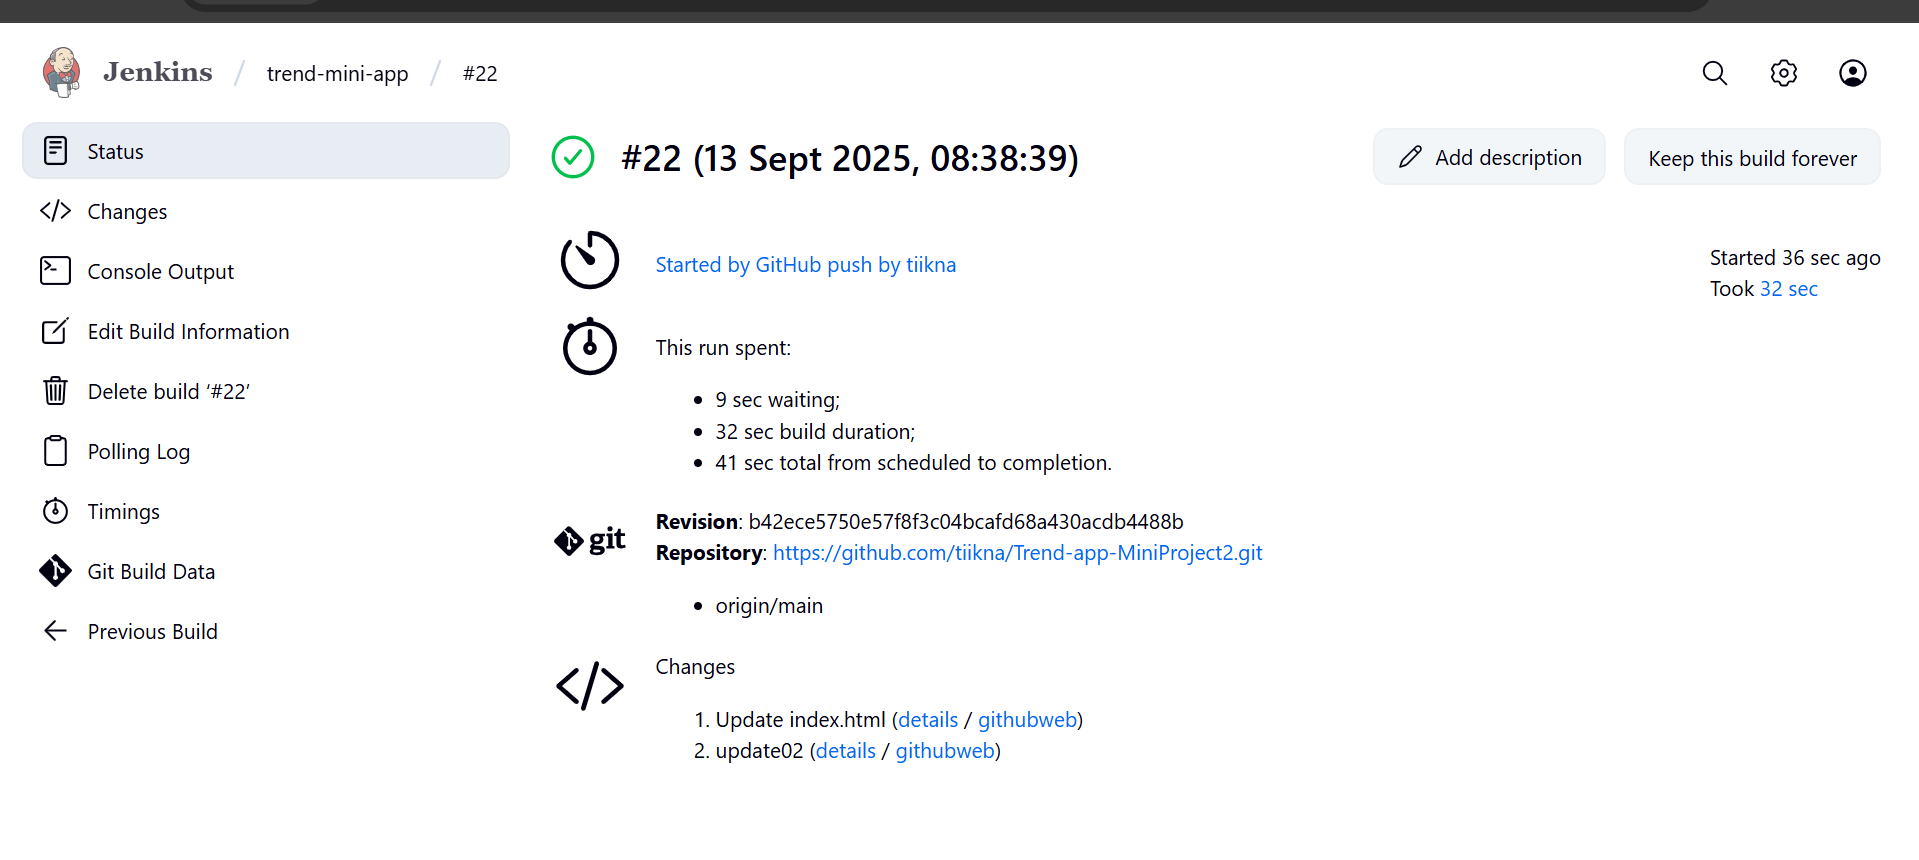 Jenkins / trend-mini-app / #22
Status
Changes
Console Output
Edit Build Information
Delete build ‘#22’
Polling Log
Timings
Git Build Data
Previous Build
#22 (13 Sept 2025, 08:38:39)
Add description
Keep this build forever
Started by GitHub push by tiikna
Started 36 sec ago
Took 32 sec
This run spent:
• 9 sec waiting;
• 32 sec build duration;
• 41 sec total from scheduled to completion.
git
Revision: b42ece5750e57f8f3c04bcafd68a430acdb4488b
Repository: https://github.com/tiikna/Trend-app-MiniProject2.git
• origin/main
Changes
1. Update index.html (details / githubweb)
2. update02 (details / githubweb)